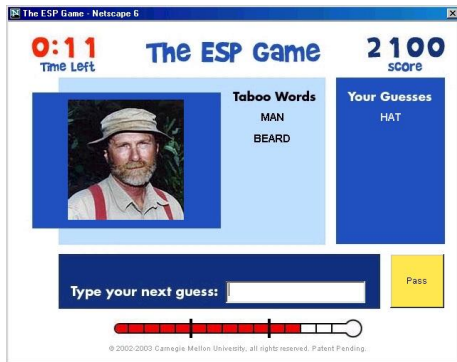 The ESP Game - Netscape 6
0:11
Time Left
The ESP Game
2100
score
Taboo Words
MAN
BEARD
Your Guesses
HAT
Type your next guess:
Pass
© 2002-2003 Carnegie Mellon University, all rights reserved. Patent Pending.